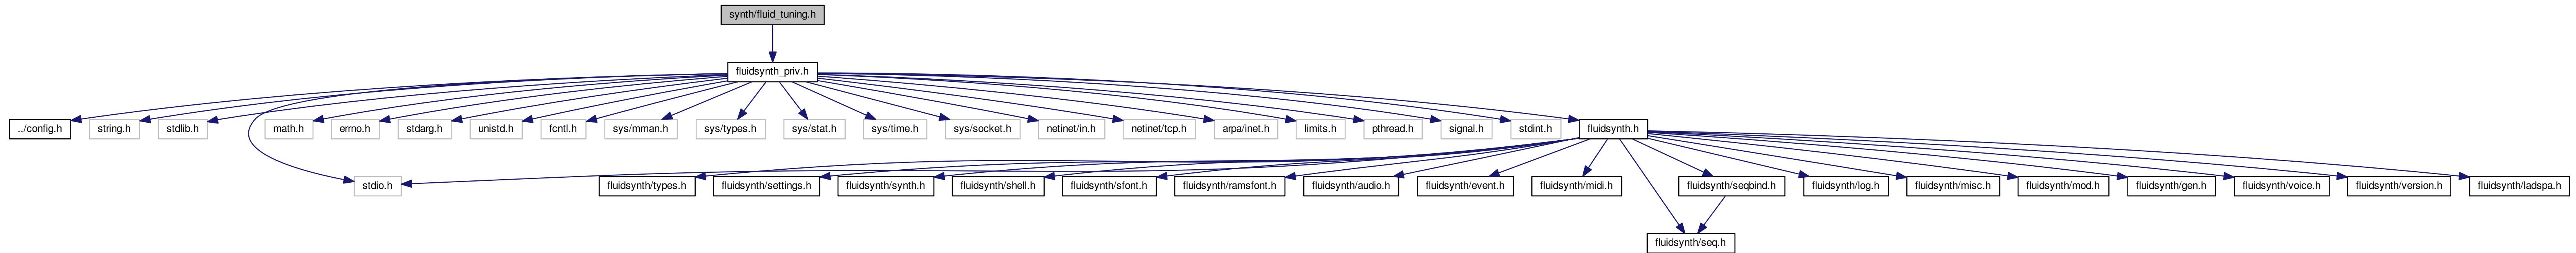 synth/fluid_tuning.h
fluidsynth_priv.h
../config.h
string.h
stdlib.h
math.h
errno.h
stdarg.h
unistd.h
fcntl.h
sys/mman.h
sys/types.h
sys/stat.h
sys/time.h
sys/socket.h
netinet/in.h
netinet/tcp.h
arpa/inet.h
limits.h
pthread.h
signal.h
stdint.h
fluidsynth.h
stdio.h
fluidsynth/types.h
fluidsynth/settings.h
fluidsynth/synth.h
fluidsynth/shell.h
fluidsynth/sfont.h
fluidsynth/ramsfont.h
fluidsynth/audio.h
fluidsynth/event.h
fluidsynth/midi.h
fluidsynth/seqbind.h
fluidsynth/log.h
fluidsynth/misc.h
fluidsynth/mod.h
fluidsynth/gen.h
fluidsynth/voice.h
fluidsynth/version.h
fluidsynth/ladspa.h
fluidsynth/seq.h